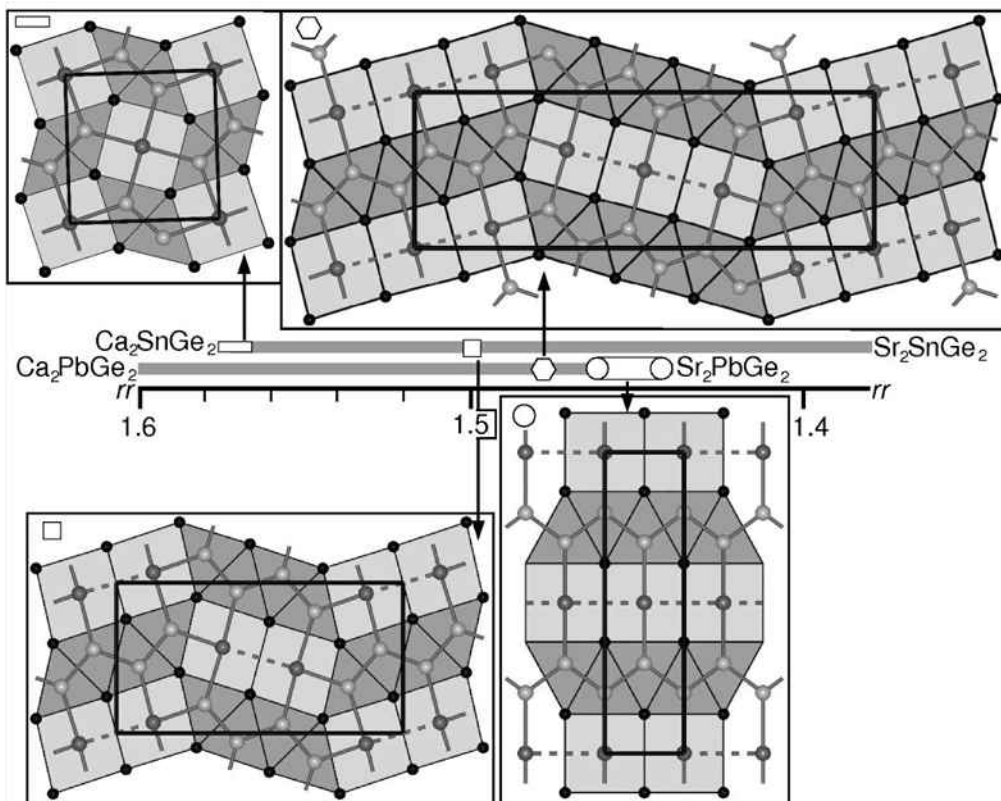 Ca₂SnGe₂ Sr₂SnGe₂
Ca₂PbGe₂ Sr₂PbGe₂
rr rr
1.6 1.5 1.4